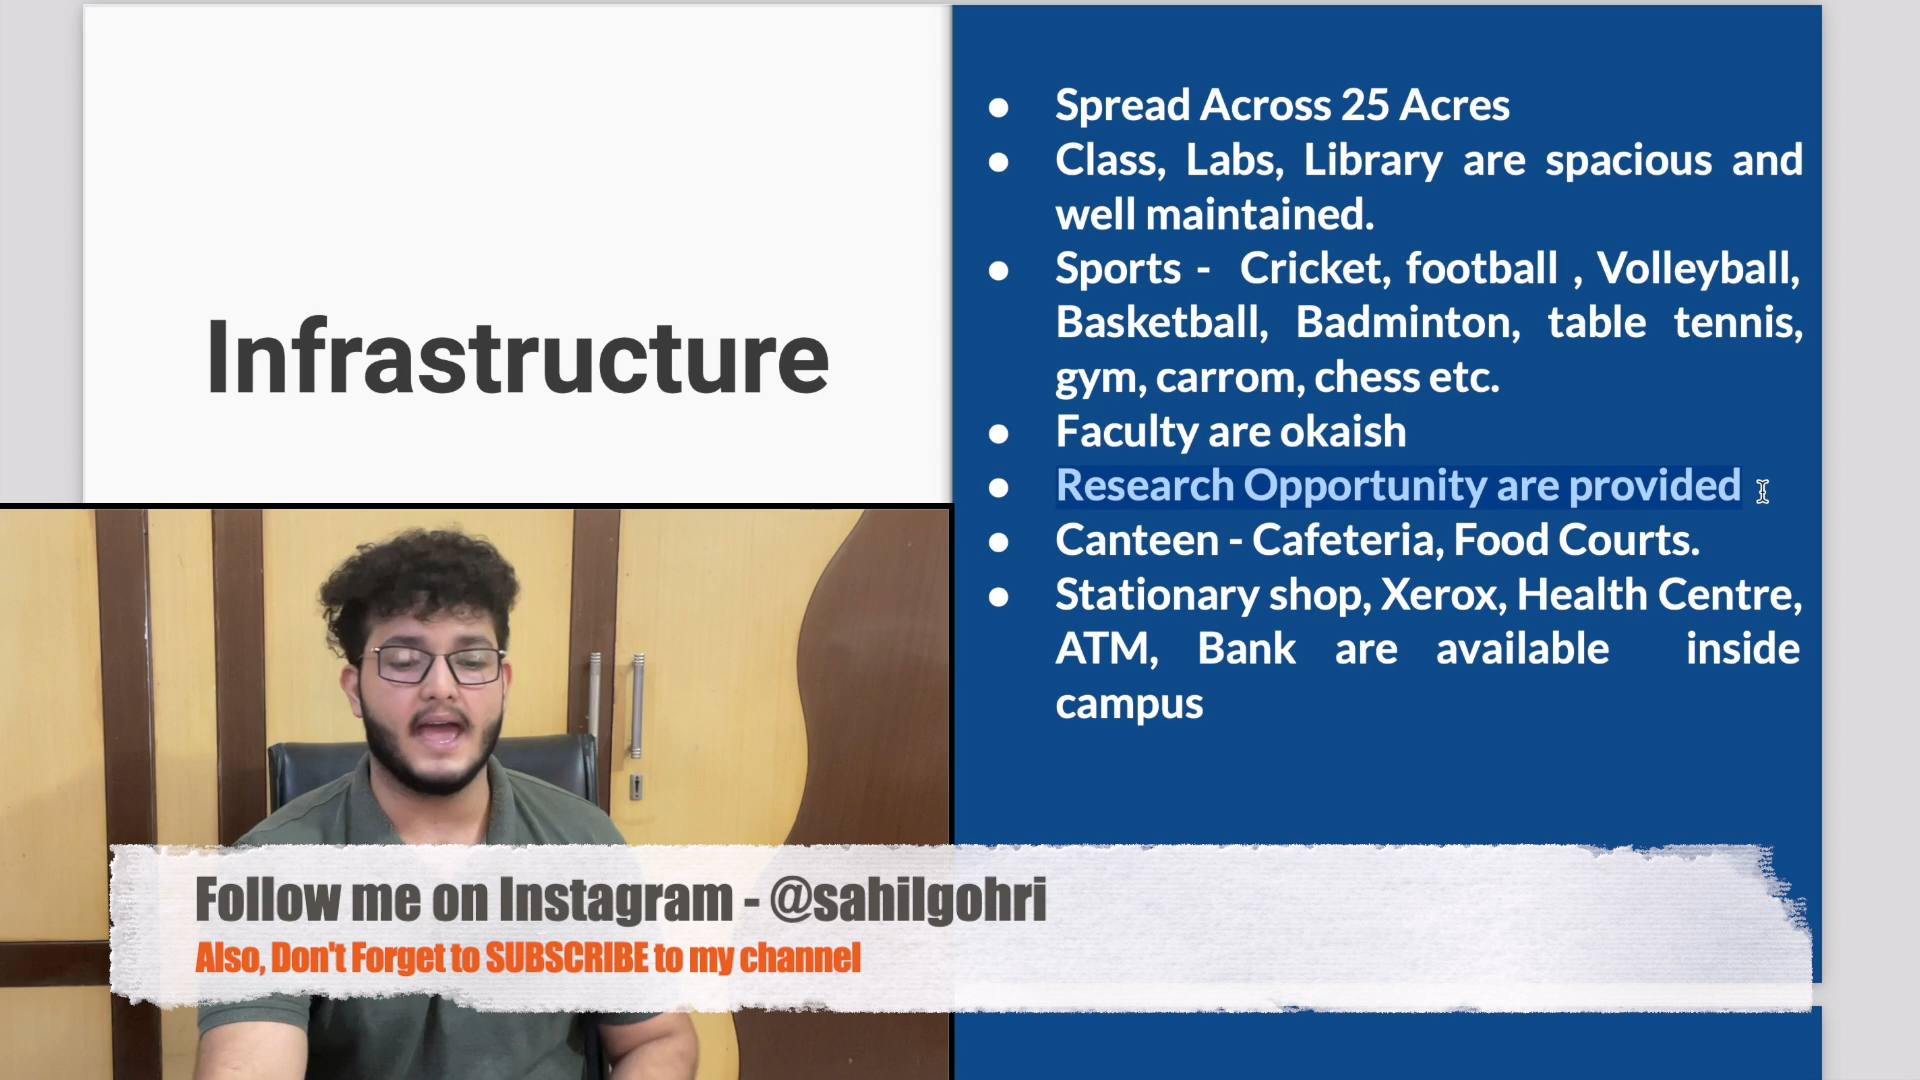 Infrastructure
● Spread Across 25 Acres
● Class, Labs, Library are spacious and
well maintained.
● Sports - Cricket, football , Volleyball,
Basketball, Badminton, table tennis,
gym, carrom, chess etc.
● Faculty are okaish
● Research Opportunity are provided
● Canteen - Cafeteria, Food Courts.
● Stationary shop, Xerox, Health Centre,
ATM, Bank are available inside
campus
Follow me on Instagram - @sahilgohri
Also, Don't Forget to SUBSCRIBE to my channel